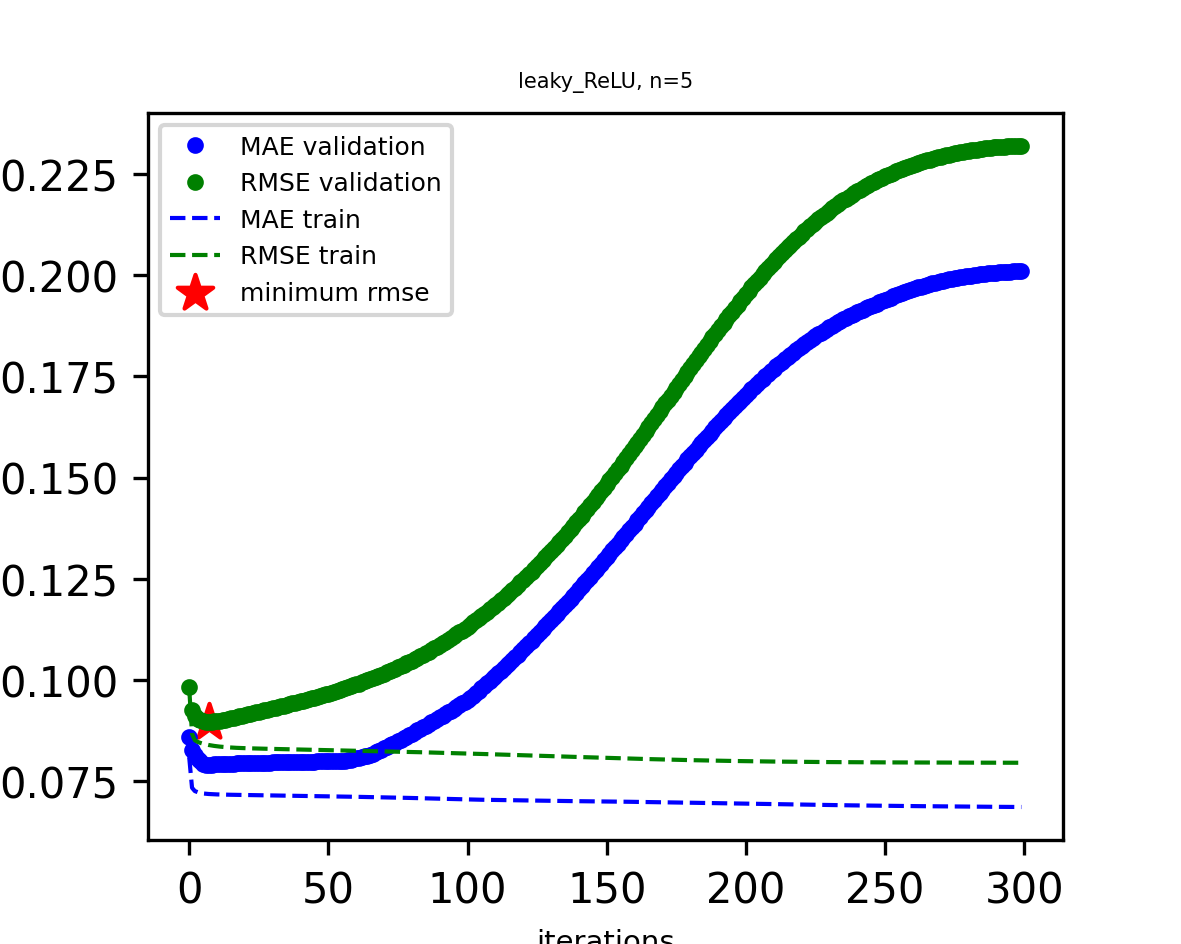 leaky_ReLU, n=5
MAE validation
RMSE validation
MAE train
RMSE train
minimum rmse
0.225
0.200
0.175
0.150
0.125
0.100
0.075
0 50 100 150 200 250 300
iterations